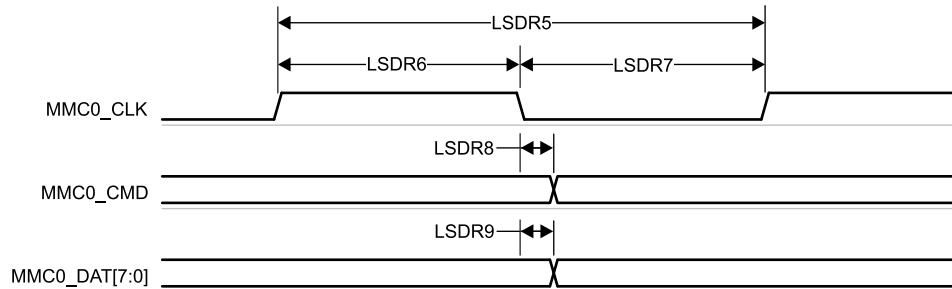 LSDR5
LSDR6
LSDR7
MMC0_CLK
LSDR8
MMC0_CMD
LSDR9
MMC0_DAT[7:0]